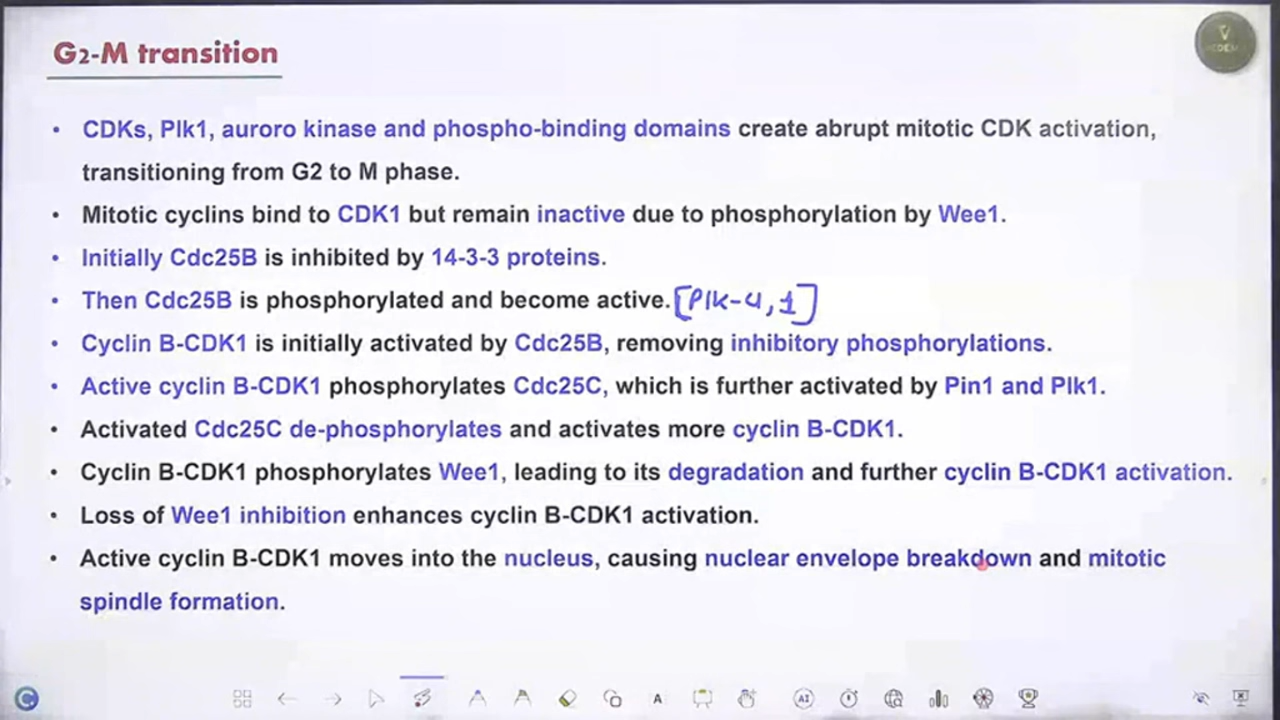 G2-M transition
• CDKs, Plk1, auroro kinase and phospho-binding domains create abrupt mitotic CDK activation,
transitioning from G2 to M phase.
• Mitotic cyclins bind to CDK1 but remain inactive due to phosphorylation by Wee1.
• Initially Cdc25B is inhibited by 14-3-3 proteins.
• Then Cdc25B is phosphorylated and become active. [Plk-4,1]
• Cyclin B-CDK1 is initially activated by Cdc25B, removing inhibitory phosphorylations.
• Active cyclin B-CDK1 phosphorylates Cdc25C, which is further activated by Pin1 and Plk1.
• Activated Cdc25C de-phosphorylates and activates more cyclin B-CDK1.
• Cyclin B-CDK1 phosphorylates Wee1, leading to its degradation and further cyclin B-CDK1 activation.
• Loss of Wee1 inhibition enhances cyclin B-CDK1 activation.
• Active cyclin B-CDK1 moves into the nucleus, causing nuclear envelope breakdown and mitotic
spindle formation.
A
AI